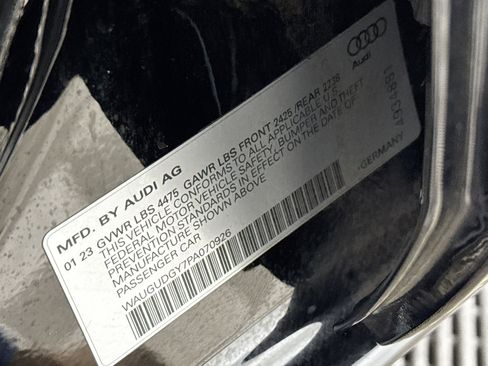 Audi
MFD. BY AUDI AG
01 23 GVWR LBS 4475 GAWR LBS FRONT 2425 /REAR 2238
THIS VEHICLE CONFORMS TO ALL APPLICABLE U.S.
FEDERAL MOTOR VEHICLE SAFETY, BUMPER AND THEFT
PREVENTION STANDARDS IN EFFECT ON THE DATE OF
MANUFACTURE SHOWN ABOVE
PASSENGER CAR
GERMANY
WAUGUDGY7PA070926